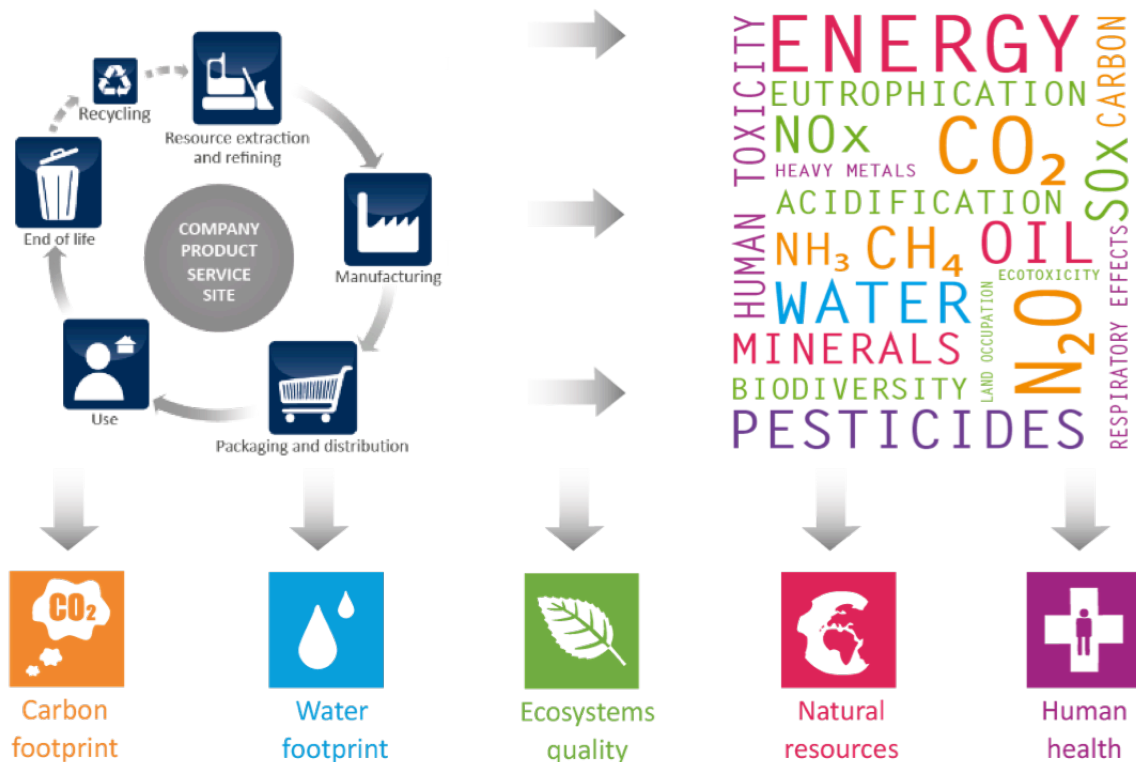 Recycling
Resource extraction
and refining
Manufacturing
Packaging and distribution
Use
End of life
COMPANY
PRODUCT
SERVICE
SITE
HUMAN TOXICITY
ENERGY
CARBON
EUTROPHICATION
NOx
CO₂
SOx
HEAVY METALS
ACIDIFICATION
NH₃
CH₄
OIL
ECOTOXICITY
WATER
LAND OCCUPATION
N₂O
RESPIRATORY EFFECTS
MINERALS
BIODIVERSITY
PESTICIDES
CO₂
Carbon
footprint
Water
footprint
Ecosystems
quality
Natural
resources
Human
health